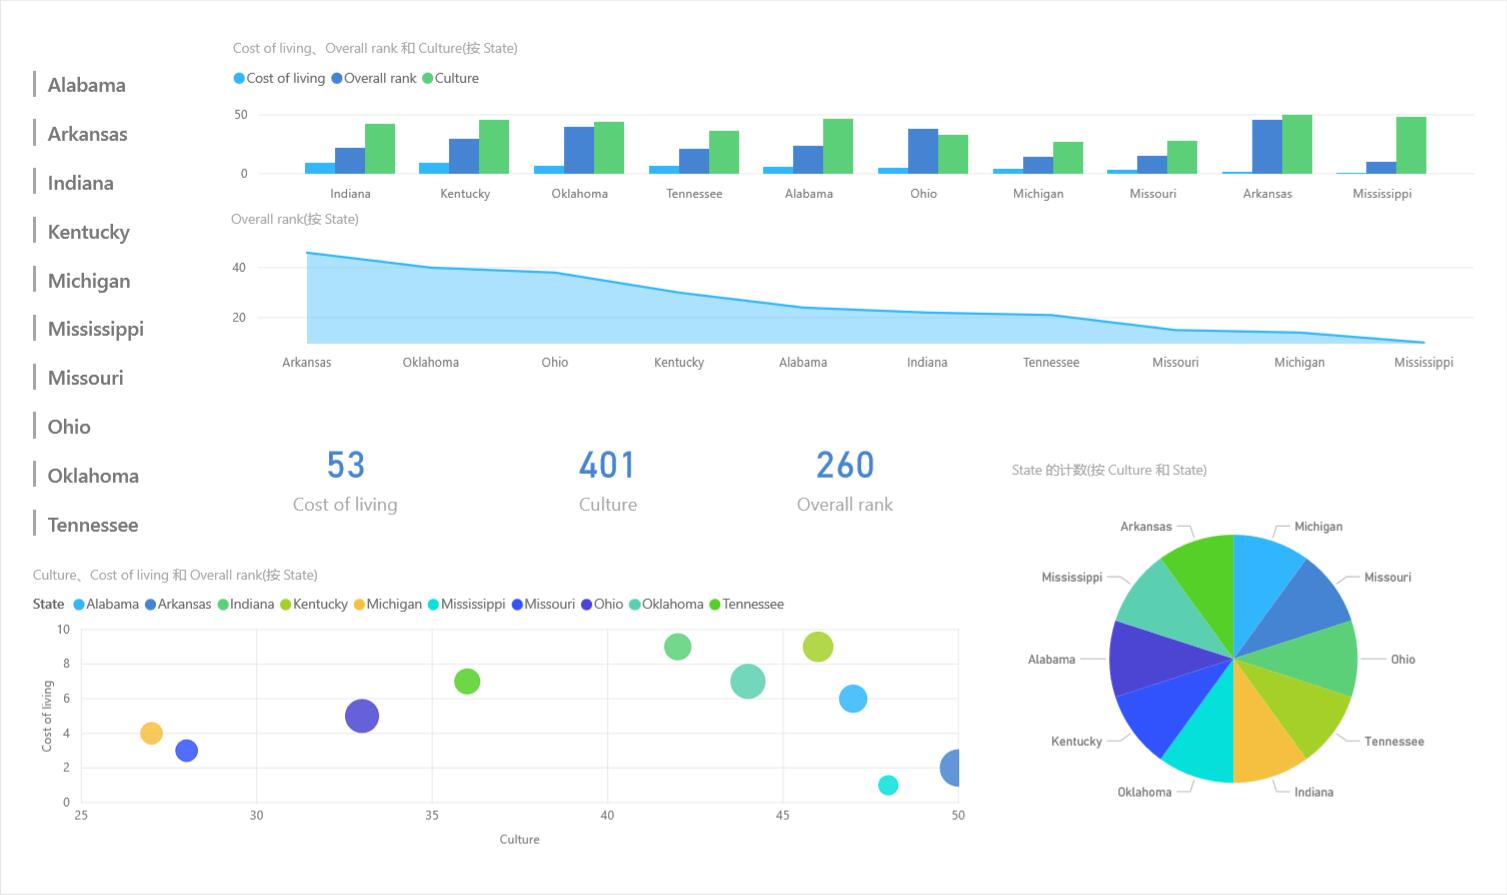 Alabama
Arkansas
Indiana
Kentucky
Michigan
Mississippi
Missouri
Ohio
Oklahoma
Tennessee
Cost of living、Overall rank 和 Culture(按 State)
Cost of living Overall rank Culture
50
0
Indiana Kentucky Oklahoma Tennessee Alabama Ohio Michigan Missouri Arkansas Mississippi
Overall rank(按 State)
40
20
Arkansas Oklahoma Ohio Kentucky Alabama Indiana Tennessee Missouri Michigan Mississippi
53
Cost of living
401
Culture
260
Overall rank
Culture、Cost of living 和 Overall rank(按 State)
State Alabama Arkansas Indiana Kentucky Michigan Mississippi Missouri Ohio Oklahoma Tennessee
10
8
6
4
2
0
Cost of living
25 30 35 40 45 50
Culture
State 的计数(按 Culture 和 State)
Arkansas Michigan
Mississippi Missouri
Alabama Ohio
Kentucky Tennessee
Oklahoma Indiana